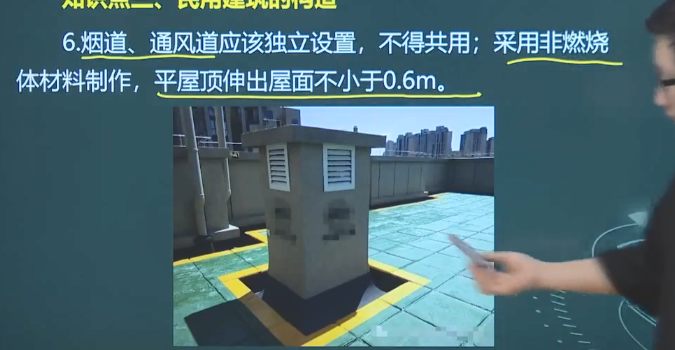 知识点二、民用建筑的构造
6.烟道、通风道应该独立设置，不得共用；采用非燃烧
体材料制作，平屋顶伸出屋面不小于0.6m。